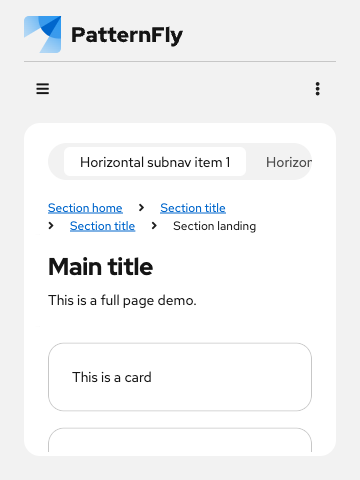 PatternFly
Horizontal subnav item 1
Section home Section title
Section title Section landing
Main title
This is a full page demo.
This is a card